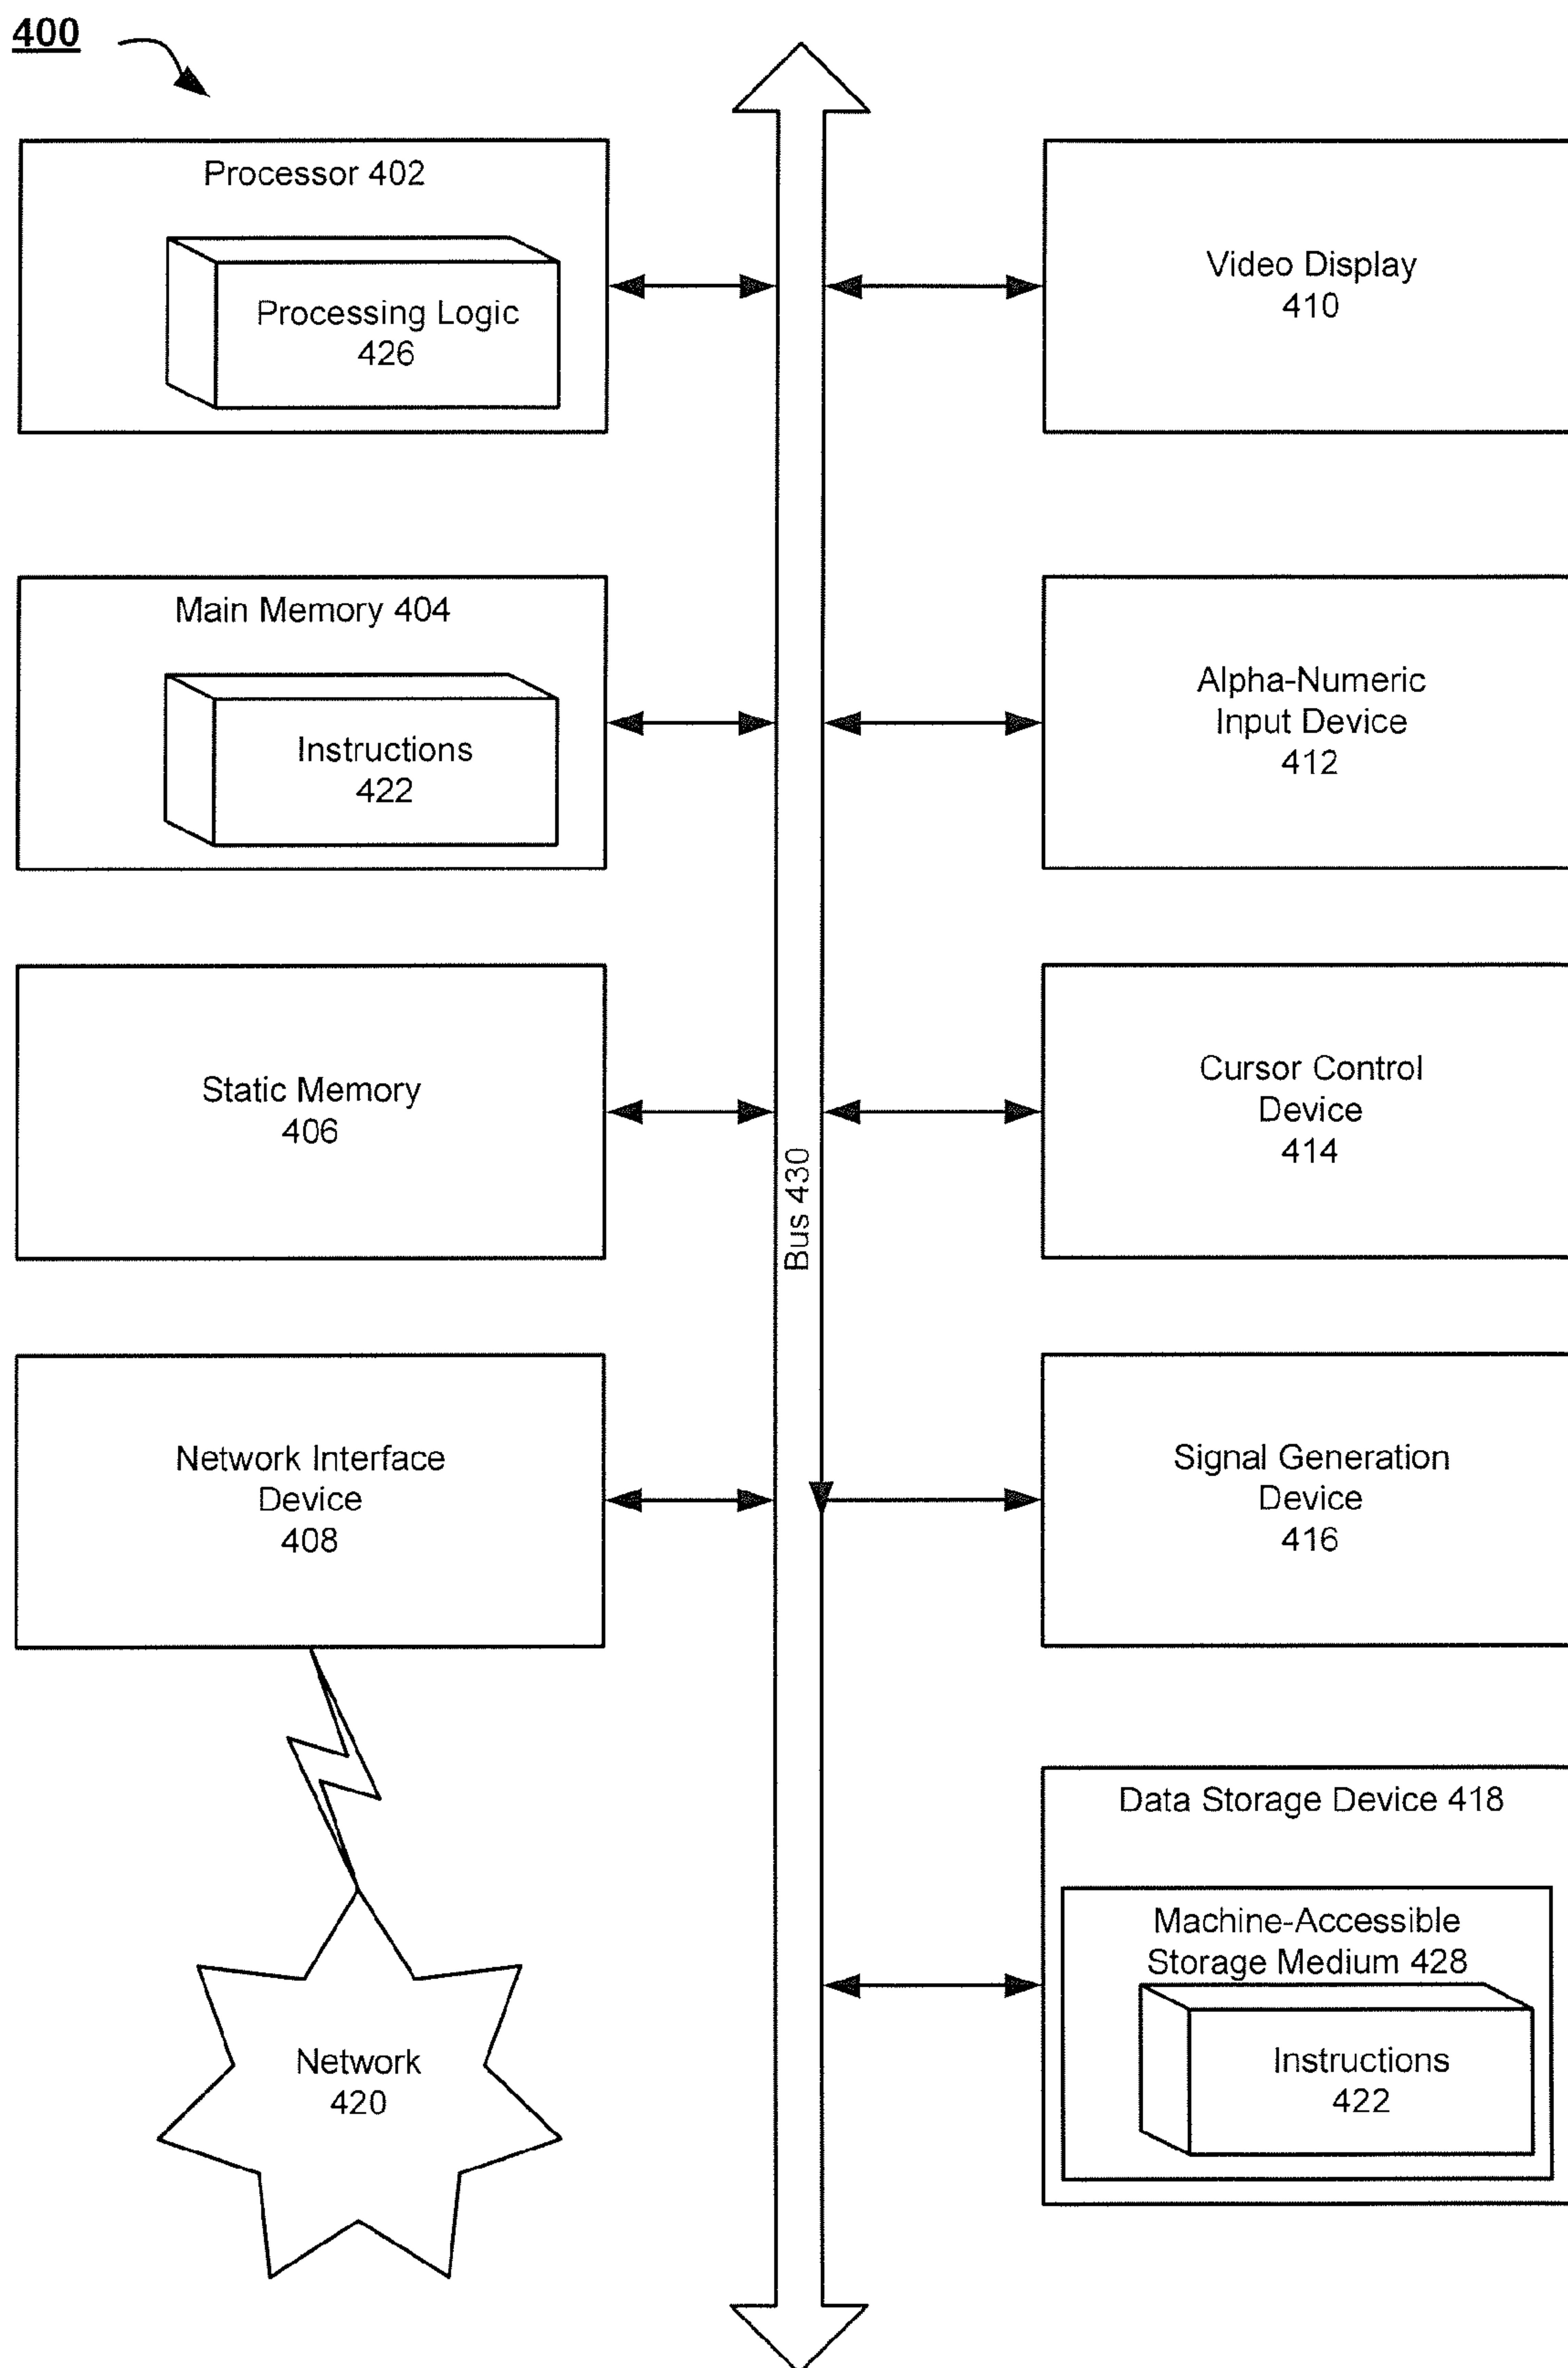 400
Processor 402
Processing Logic
426
Main Memory 404
Instructions
422
Static Memory
406
Network Interface
Device
408
Network
420
Bus 430
Video Display
410
Alpha-Numeric
Input Device
412
Cursor Control
Device
414
Signal Generation
Device
416
Data Storage Device 418
Machine-Accessible
Storage Medium 428
Instructions
422